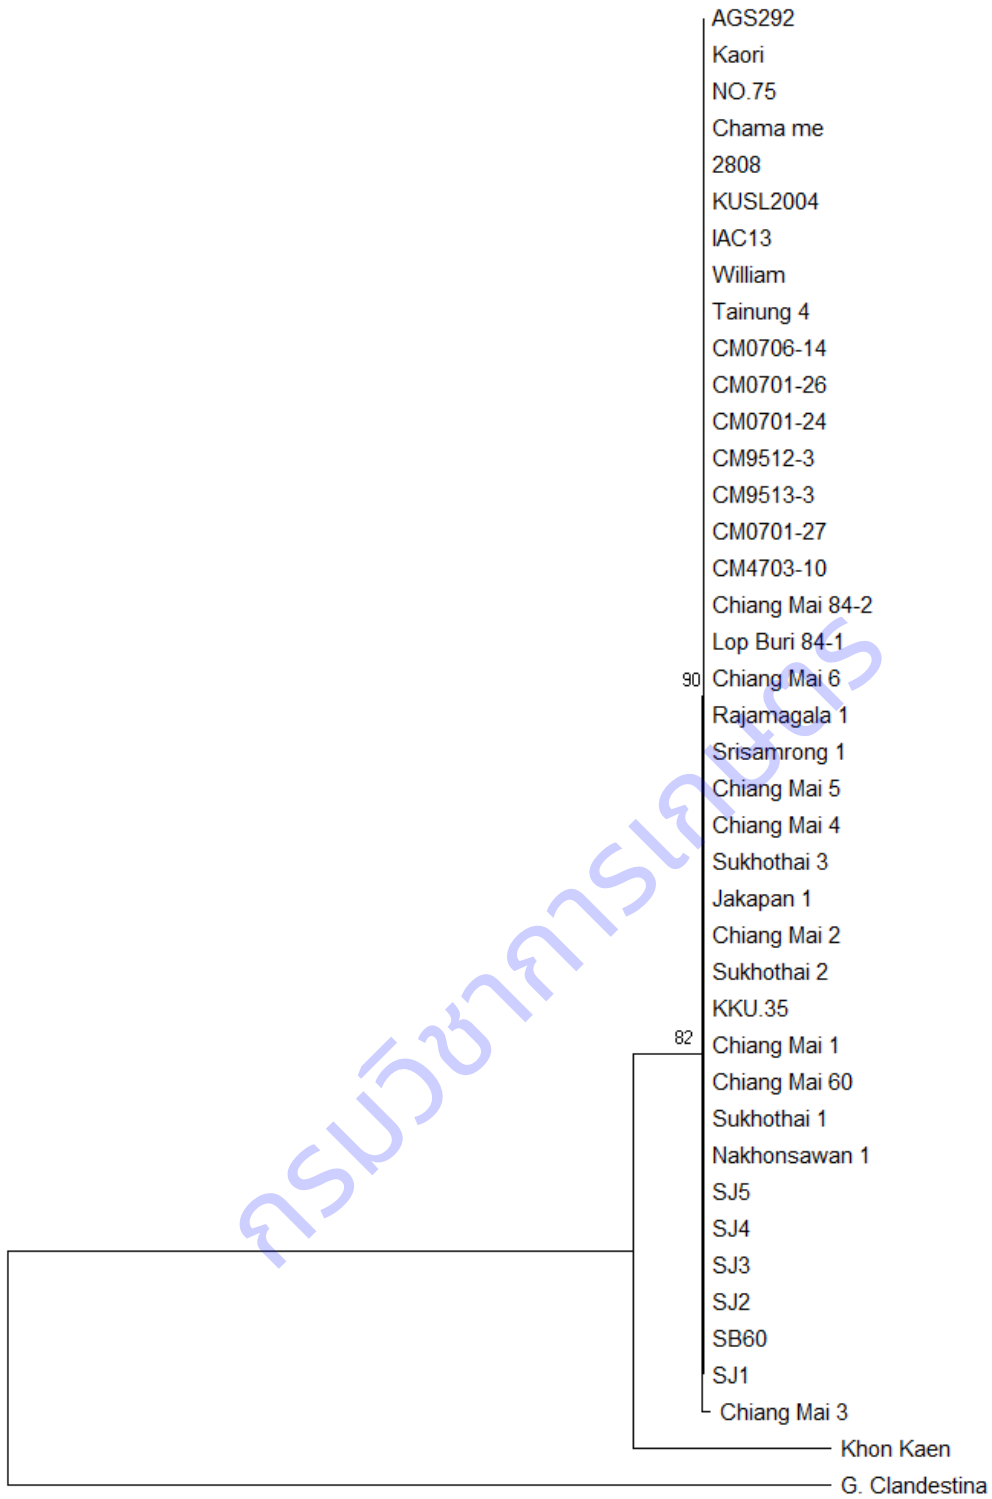 AGS292
Kaori
NO.75
Chama me
2808
KUSL2004
IAC13
William
Tainung 4
CM0706-14
CM0701-26
CM0701-24
CM9512-3
CM9513-3
CM0701-27
CM4703-10
Chiang Mai 84-2
Lop Buri 84-1
90 Chiang Mai 6
Rajamagala 1
Srisamrong 1
Chiang Mai 5
Chiang Mai 4
Sukhothai 3
Jakapan 1
Chiang Mai 2
Sukhothai 2
KKU.35
82 Chiang Mai 1
Chiang Mai 60
Sukhothai 1
Nakhonsawan 1
SJ5
SJ4
SJ3
SJ2
SB60
SJ1
Chiang Mai 3
Khon Kaen
G. Clandestina
กรมวิชาการเกษตร